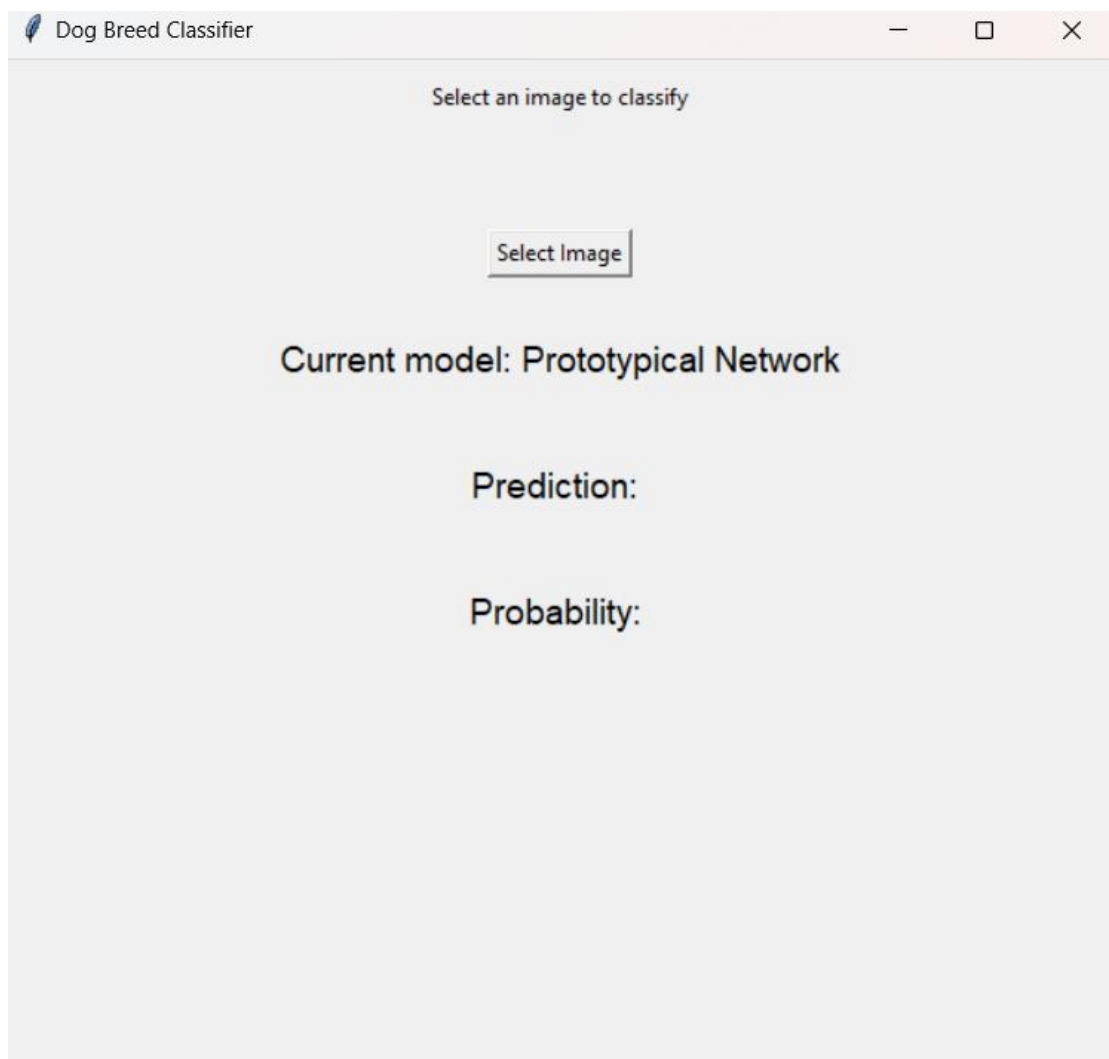 Dog Breed Classifier
Select an image to classify
Select Image
Current model: Prototypical Network
Prediction:
Probability: